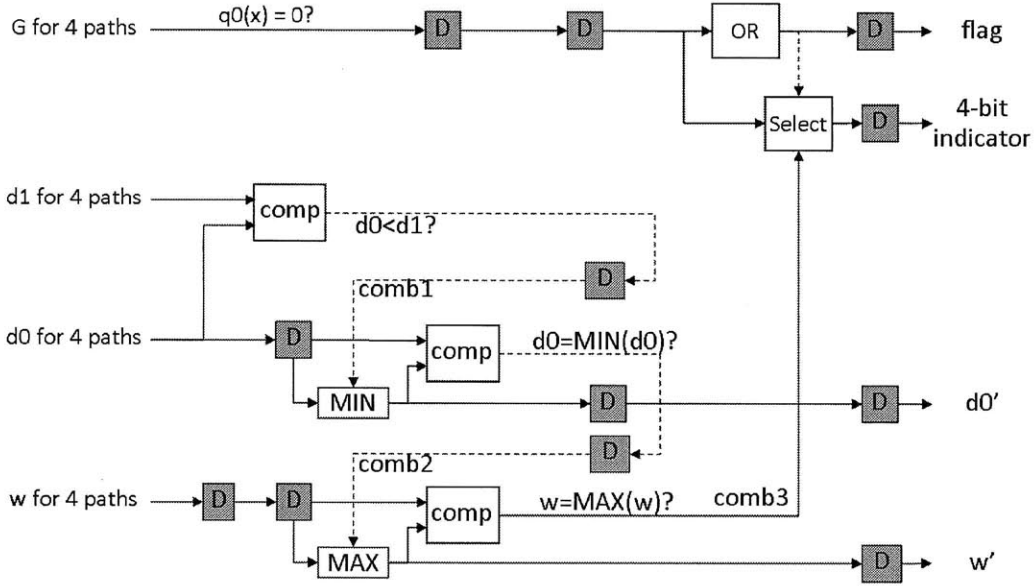 q0(x) = 0?
G for 4 paths
D
D
OR
D
flag
Select
D
4-bit
indicator
d1 for 4 paths
comp
d0<d1?
D
comb1
d0 for 4 paths
D
comp
d0=MIN(d0)?
MIN
D
D
d0'
D
comb2
w for 4 paths
D
D
comp
w=MAX(w)?
comb3
MAX
D
w'